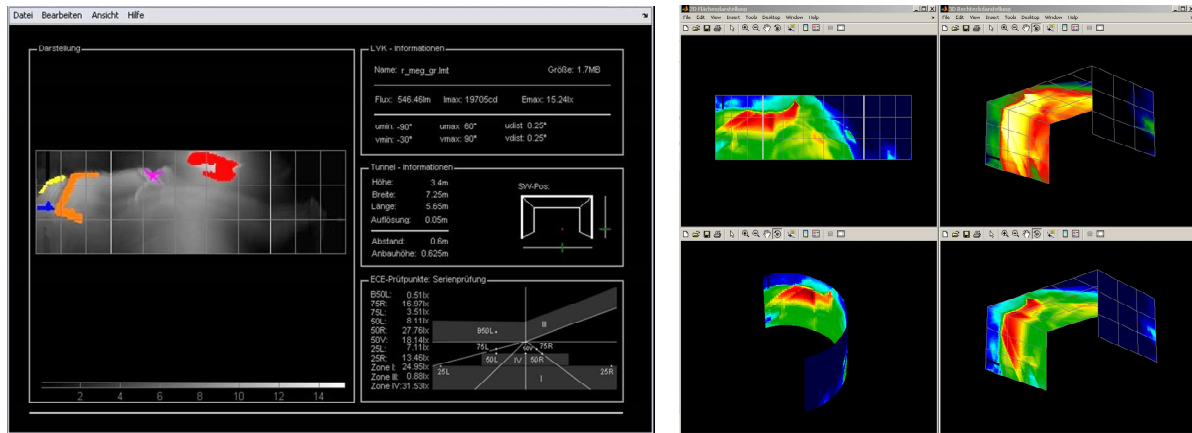 Datei Bearbeiten Ansicht Hilfe
Darstellung
2 4 6 8 10 12 14
LVK - Informationen
Name: r_meg_gr.lmt Größe: 1.7MB
Flux: 546.46lm Imax: 19705cd Emax: 15.24lx
umin: -90° umax: 60° udist: 0.25°
vmin: -30° vmax: 90° vdist: 0.25°
Tunnel - Informationen
Höhe: 3.4m
Breite: 7.25m
Länge: 5.65m
Auflösung: 0.05m
Abstand: 0.6m
Anbauhöhe: 0.625m
SVV-Pos:
ECE-Prüfpunkte: Serienprüfung
B50L: 0.51lx
75R: 16.97lx
75L: 3.51lx
50L: 8.11lx
50R: 27.76lx
50V: 18.14lx
25L: 7.11lx
25R: 13.46lx
Zone I: 24.95lx
Zone III: 0.88lx
Zone IV: 31.53lx
B50L III
75L 50V 75R
50L IV 50R
25L I 25R
2D Flächendarstellung
File Edit View Insert Tools Desktop Window Help
3D Rechteckdarstellung
File Edit View Insert Tools Desktop Window Help